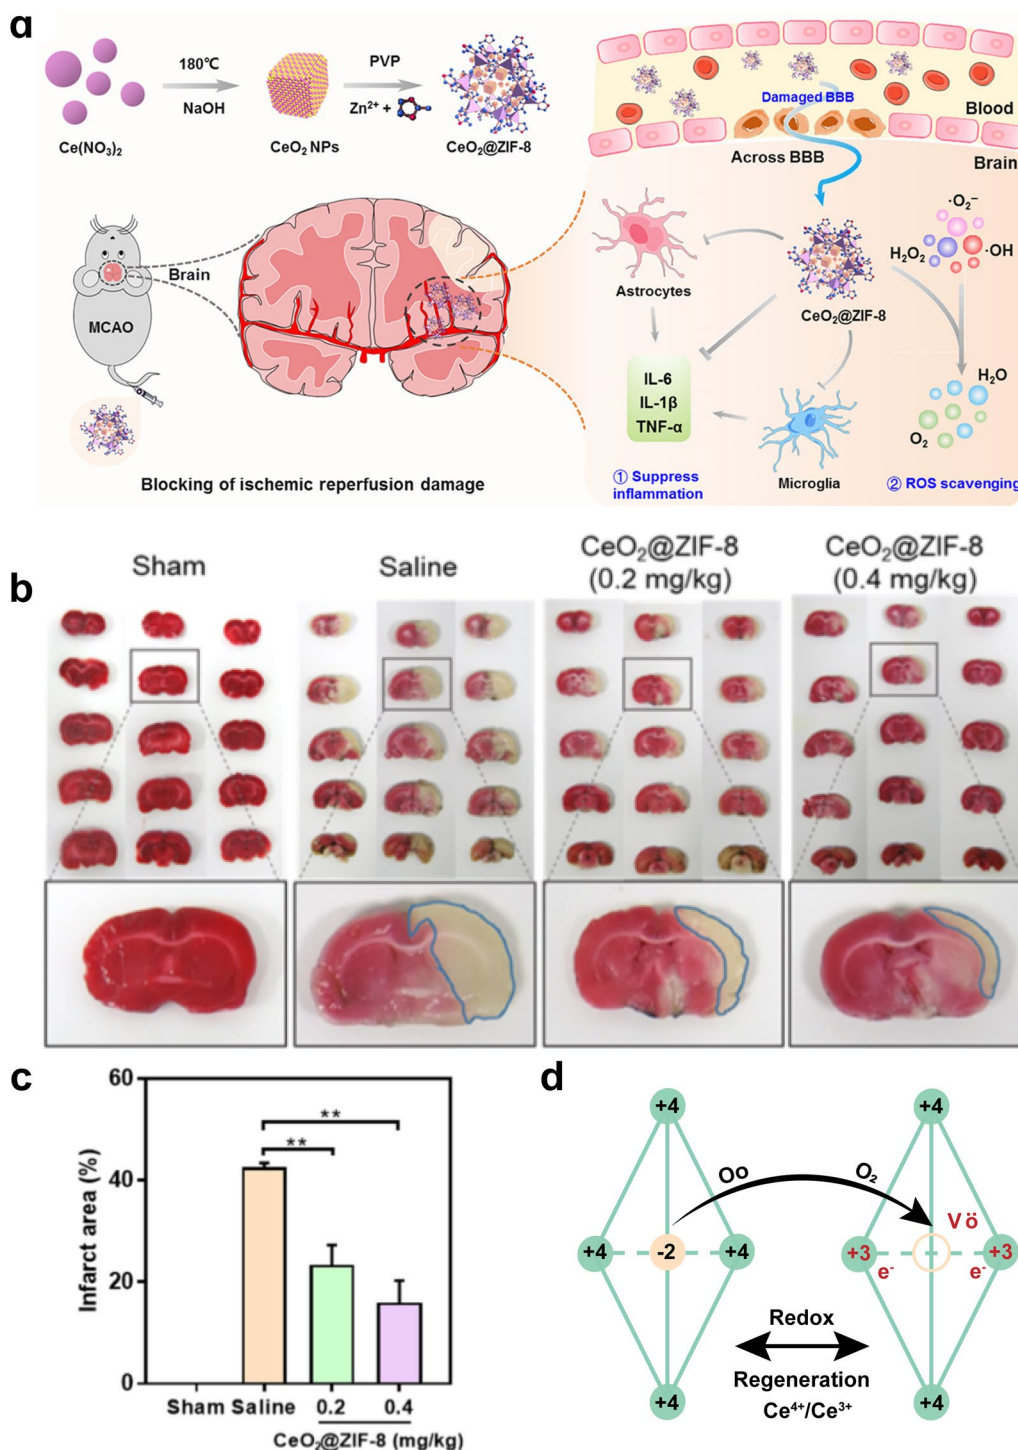 a
180℃
NaOH
PVP
Zn²⁺ +
Ce(NO₃)₂
CeO₂ NPs
CeO₂@ZIF-8
Damaged BBB
Blood
Across BBB
Brain
·O₂⁻
H₂O₂
·OH
Astrocytes
CeO₂@ZIF-8
Brain
MCAO
IL-6
IL-1β
TNF-α
H₂O
O₂
① Suppress
inflammation
Microglia
② ROS scavenging
Blocking of ischemic reperfusion damage
b
Sham
Saline
CeO₂@ZIF-8
(0.2 mg/kg)
CeO₂@ZIF-8
(0.4 mg/kg)
c
60
40
20
0
Infarct area (%)
**
**
Sham Saline 0.2 0.4
CeO₂@ZIF-8 (mg/kg)
d
+4
+4
Oo
O₂
Vö
+4
-2
+4
+3
+3
e⁻
e⁻
Redox
Regeneration
Ce⁴⁺/Ce³⁺
+4
+4